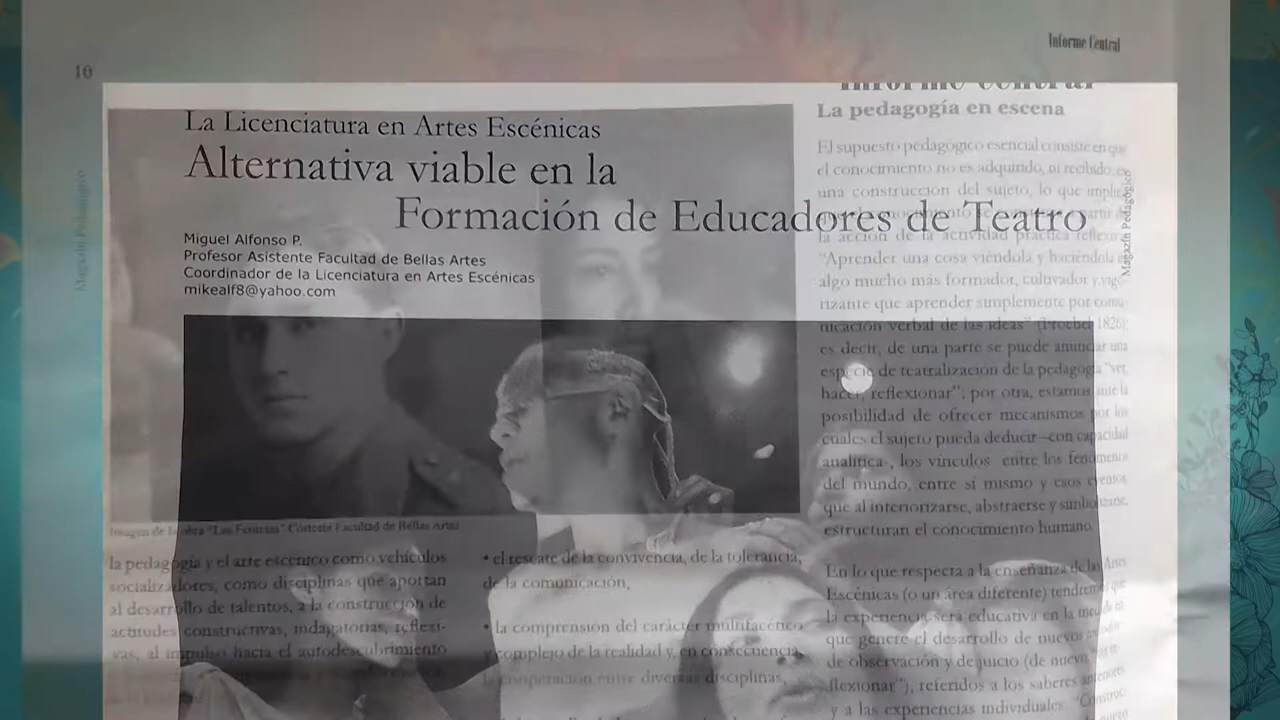 Informe Central
10
La Licenciatura en Artes Escénicas
Alternativa viable en la
Formación de Educadores de Teatro
Miguel Alfonso P.
Profesor Asistente Facultad de Bellas Artes
Coordinador de la Licenciatura en Artes Escénicas
mikealf8@yahoo.com
Magazín Pedagógico
Magazín Pedagógico
Facultad de Bellas Artes
la pedagogía y el arte escénico como vehículos
socializadores, como disciplinas que aportan
al desarrollo de talentos, a la construcción de
actitudes constructivas, indagatorias, reflexi-
vas, al impulso hacia el autodescubrimiento
• el rescate de la convivencia, de la tolerancia,
de la comunicación,
• la comprensión del carácter multifacético
y complejo de la realidad y, en consecuencia,
la cooperación entre diversas disciplinas,
Informe Central
La pedagogía en escena
El supuesto pedagógico esencial consiste en que
el conocimiento no es adquirido, ni recibido, es
una construcción del sujeto, lo que implica
la acción de la actividad práctica reflexiva
"Aprender una cosa viéndola y haciéndola es
algo mucho más formador, cultivador y vigo-
rizante que aprender simplemente por comu-
nicación verbal de las ideas" (Froebel 1826);
es decir, de una parte se puede anunciar una
especie de teatralización de la pedagogía "ver,
hacer, reflexionar"; por otra, estamos ante la
posibilidad de ofrecer mecanismos por los
cuales el sujeto pueda deducir –con capacidad
analítica-, los vínculos entre los fenómenos
del mundo, entre sí mismo y esos eventos
que al interiorizarse, abstraerse y simbolizarse,
estructuran el conocimiento humano.
En lo que respecta a la enseñanza de las Artes
Escénicas (o un área diferente) tendremos que
la experiencia será educativa en la medida en
que genere el desarrollo de nuevos
de observación y de juicio (de nuevo
flexionar"), referidos a los saberes anteriores
y a las experiencias individuales. "Construc